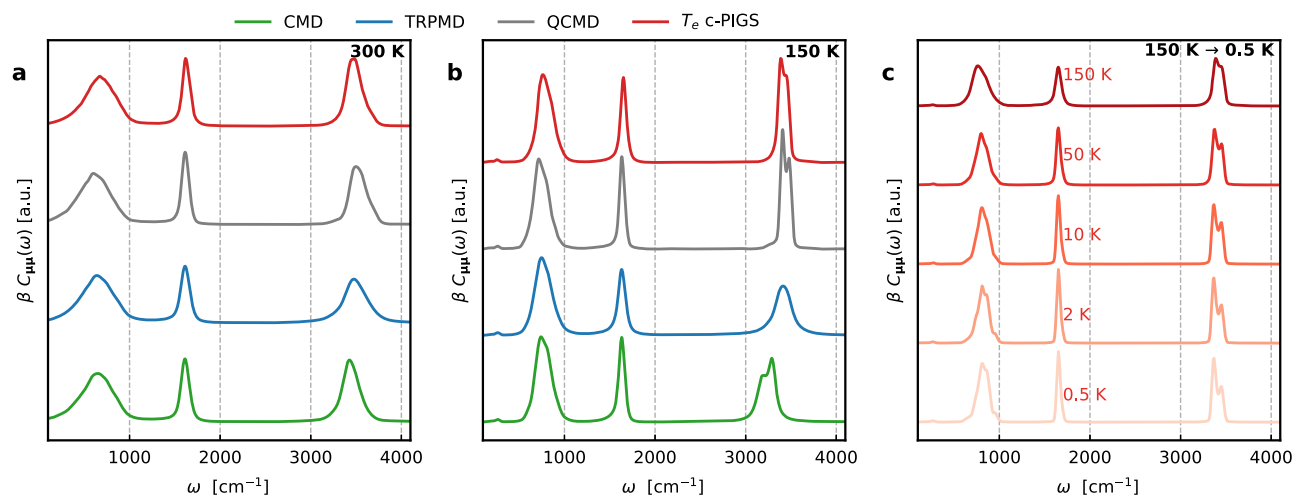 CMD TRPMD QCMD T_e c-PIGS
a
300 K
β C_μμ(ω) [a.u.]
1000 2000 3000 4000
ω [cm⁻¹]
b
150 K
β C_μμ(ω) [a.u.]
1000 2000 3000 4000
ω [cm⁻¹]
c
150 K → 0.5 K
150 K
50 K
10 K
2 K
0.5 K
β C_μμ(ω) [a.u.]
1000 2000 3000 4000
ω [cm⁻¹]